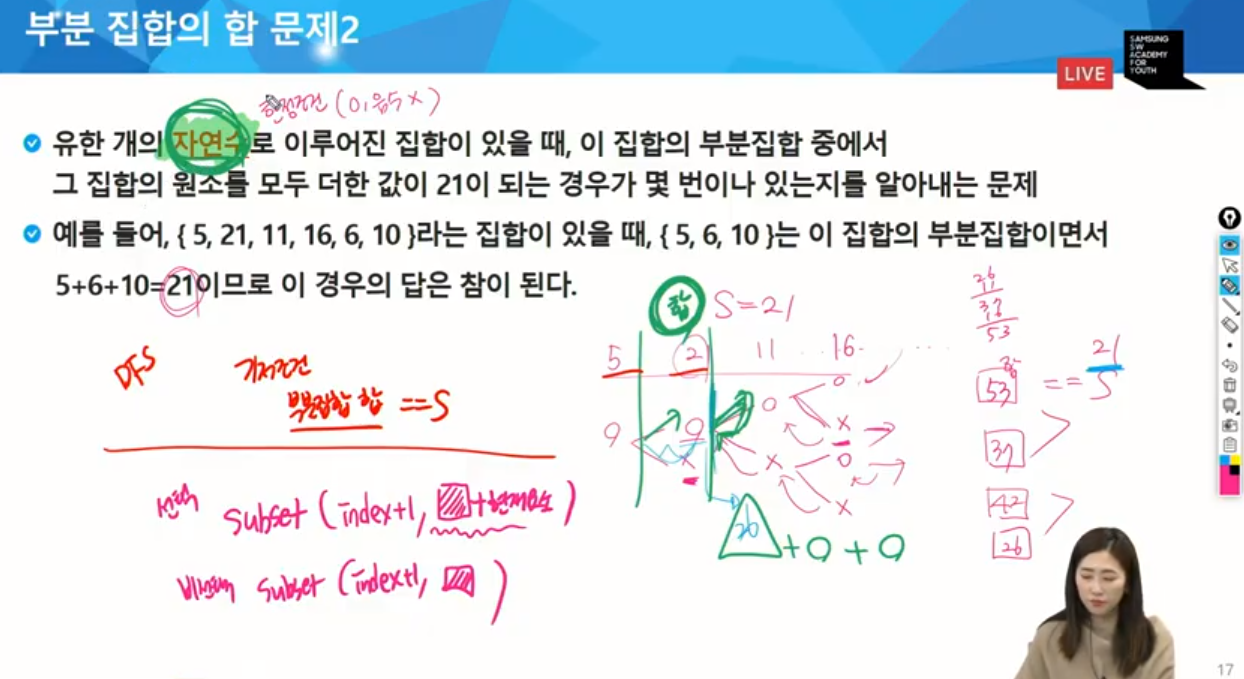 부분 집합의 합 문제2
SAMSUNG
SW
ACADEMY
FOR
YOUTH
LIVE
한정조건 (0, 음수 X)
유한 개의 자연수로 이루어진 집합이 있을 때, 이 집합의 부분집합 중에서
그 집합의 원소를 모두 더한 값이 21이 되는 경우가 몇 번이나 있는지를 알아내는 문제
예를 들어, { 5, 21, 11, 16, 6, 10 }라는 집합이 있을 때, { 5, 6, 10 }는 이 집합의 부분집합이면서
5+6+10=21이므로 이 경우의 답은 참이 된다.
합 S=21
DFS
기저조건
부분집합 합 ==S
5 11 16
O
X
O
X
O
X
26
+0+0
53 == S
21
37
42
26
선택 subset (index+1, +현재요소)
비선택 subset (index+1, )
17